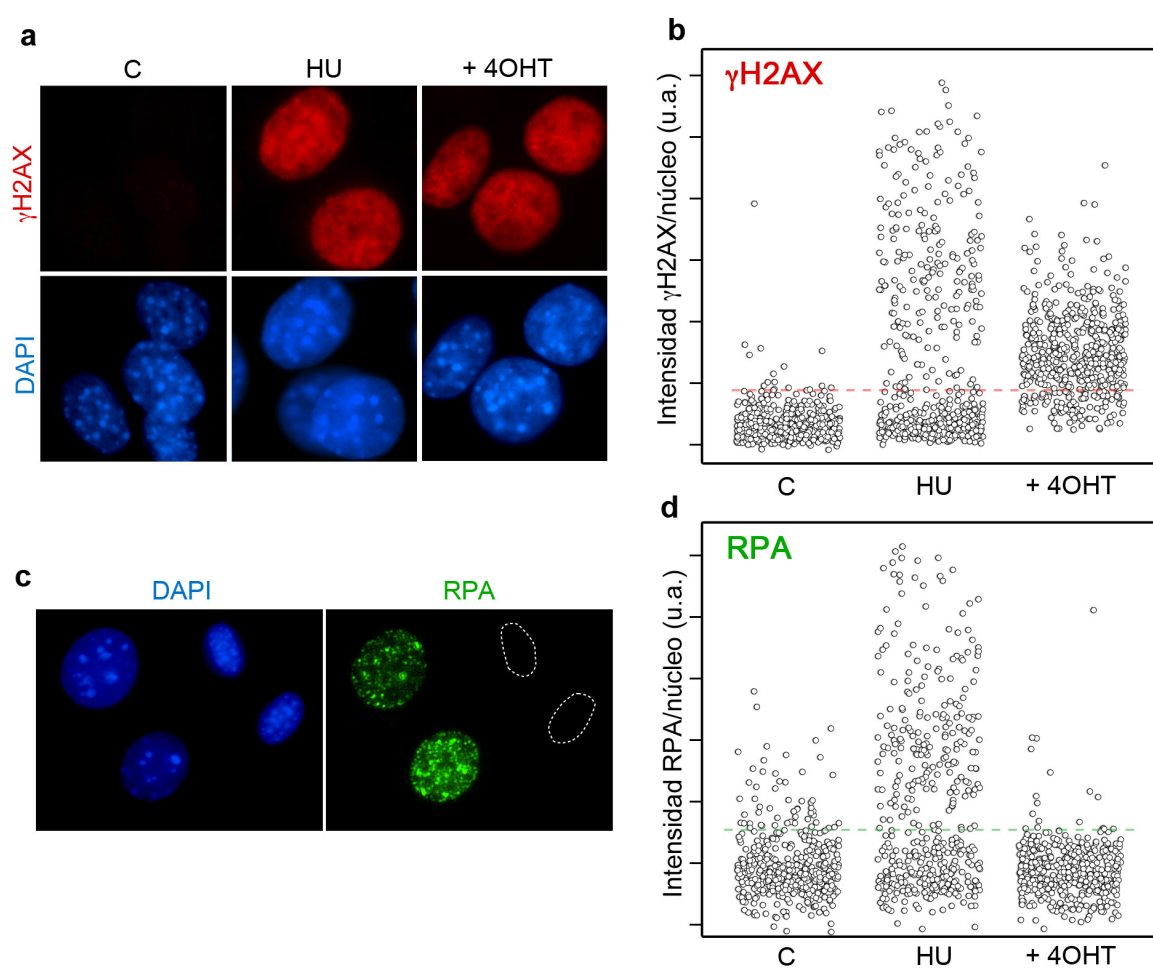 a
C
HU
+ 4OHT
γH2AX
DAPI
b
γH2AX
Intensidad γH2AX/núcleo (u.a.)
C
HU
+ 4OHT
c
DAPI
RPA
d
RPA
Intensidad RPA/núcleo (u.a.)
C
HU
+ 4OHT